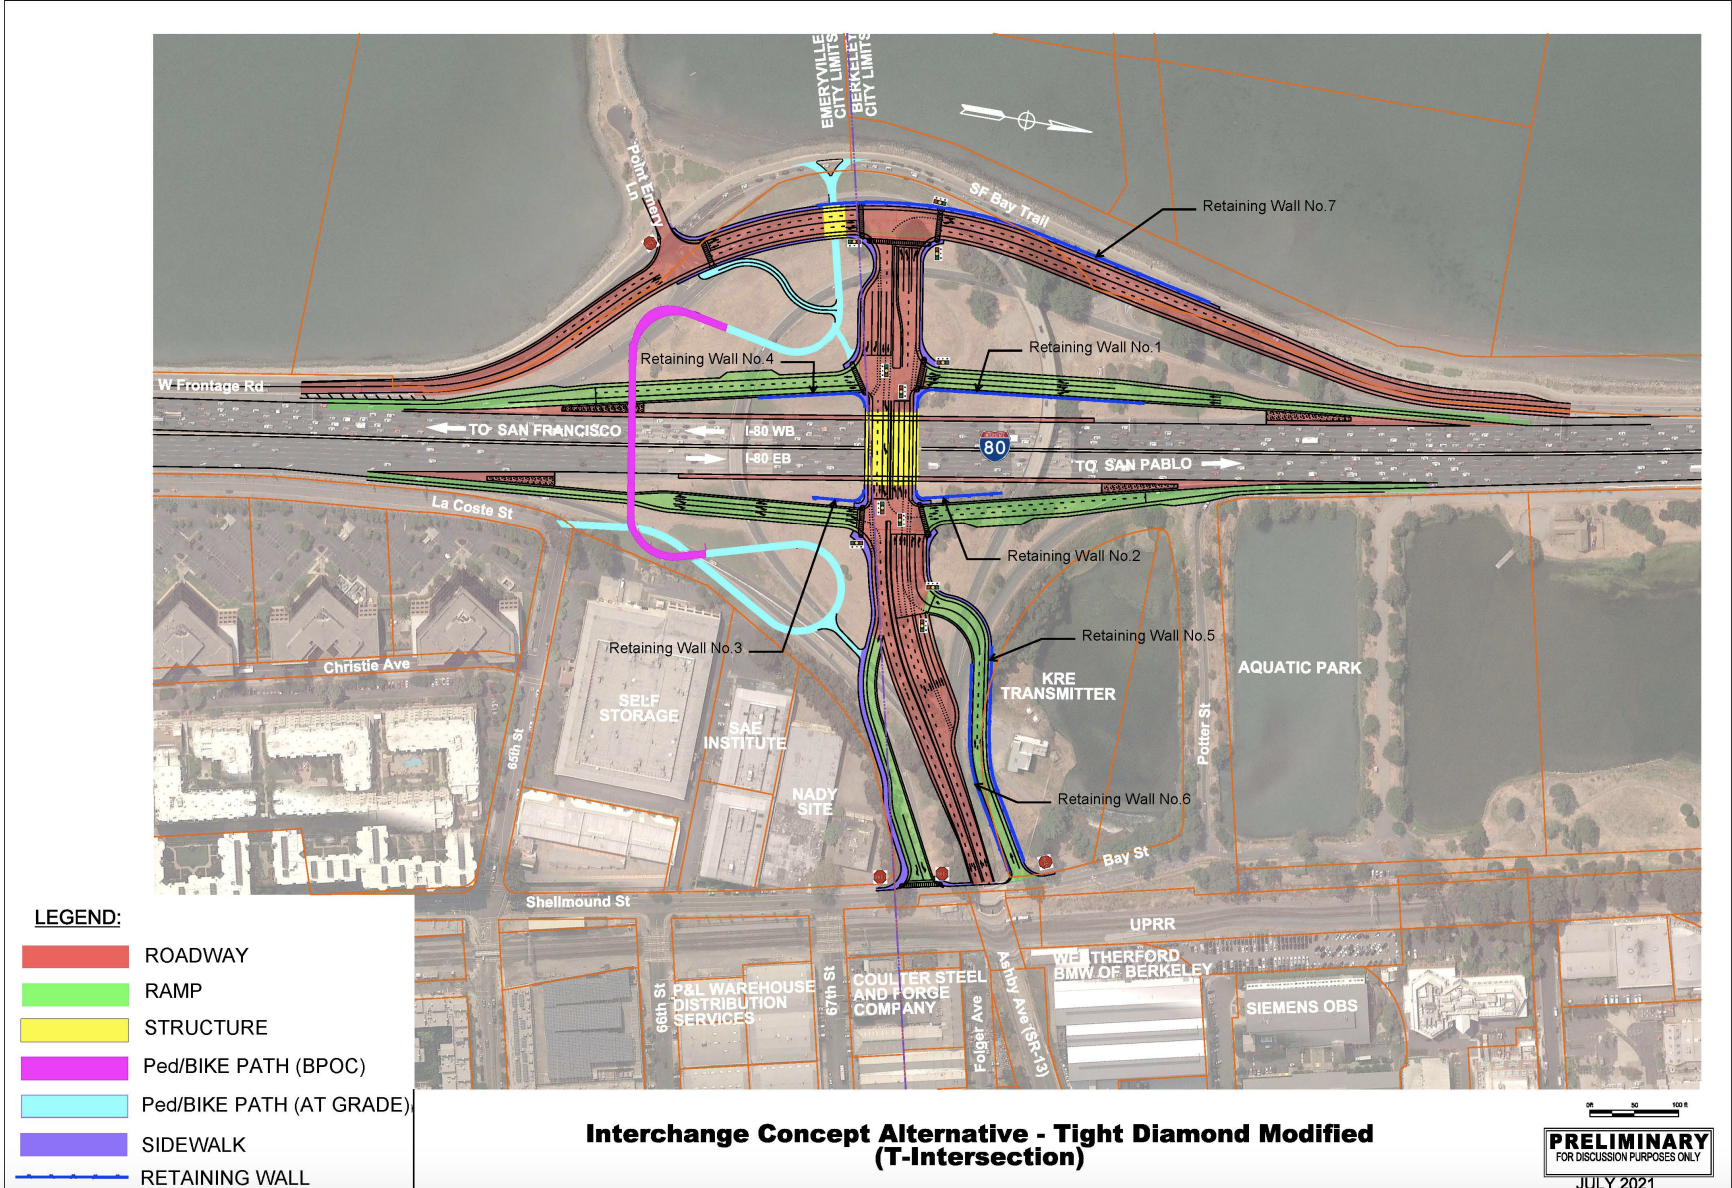 EMERYVILLE
CITY LIMITS
BERKELEY
CITY LIMITS
Point Emery
Ln
SF Bay Trail
Retaining Wall No.7
Retaining Wall No.1
Retaining Wall No.4
W Frontage Rd
TO SAN FRANCISCO
I-80 WB
I-80 EB
80
TO SAN PABLO
La Coste St
Retaining Wall No.2
Retaining Wall No.5
Retaining Wall No.3
Christie Ave
SELF
STORAGE
SAE
INSTITUTE
NADY
SITE
65th St
KRE
TRANSMITTER
AQUATIC PARK
Potter St
Retaining Wall No.6
Bay St
Shellmound St
UPRR
66th St
P&L WAREHOUSE
DISTRIBUTION
SERVICES
67th St
COULTER STEEL
AND FORGE
COMPANY
Folger Ave
Ashby Ave (SR-13)
THERFORD
BMW OF BERKELEY
SIEMENS OBS
LEGEND:
ROADWAY
RAMP
STRUCTURE
Ped/BIKE PATH (BPOC)
Ped/BIKE PATH (AT GRADE)
SIDEWALK
RETAINING WALL
Interchange Concept Alternative - Tight Diamond Modified
(T-Intersection)
0ft 50 100 ft
PRELIMINARY
FOR DISCUSSION PURPOSES ONLY
JULY 2021